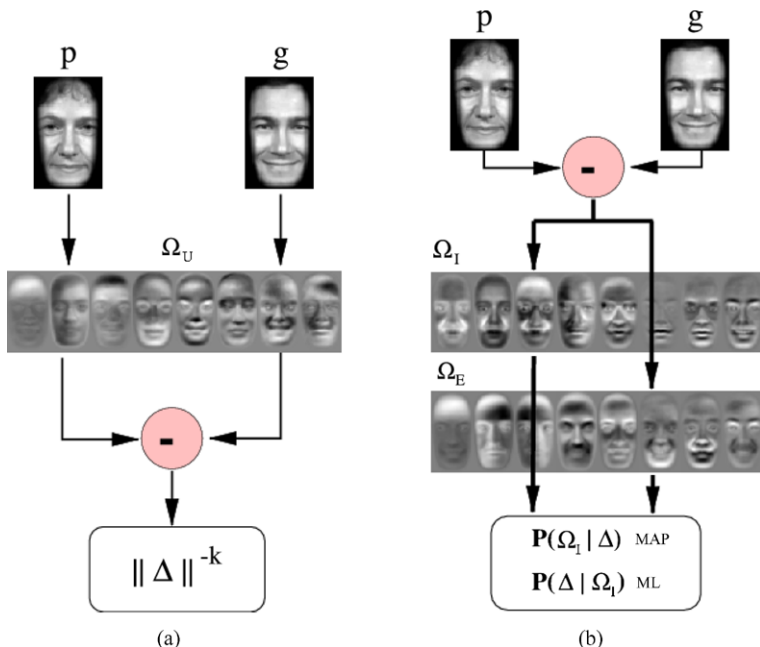 p g
Ω_U
-
‖ Δ ‖^-k
(a)
p g
-
Ω_I
Ω_E
P(Ω_I | Δ) MAP
P(Δ | Ω_I) ML
(b)